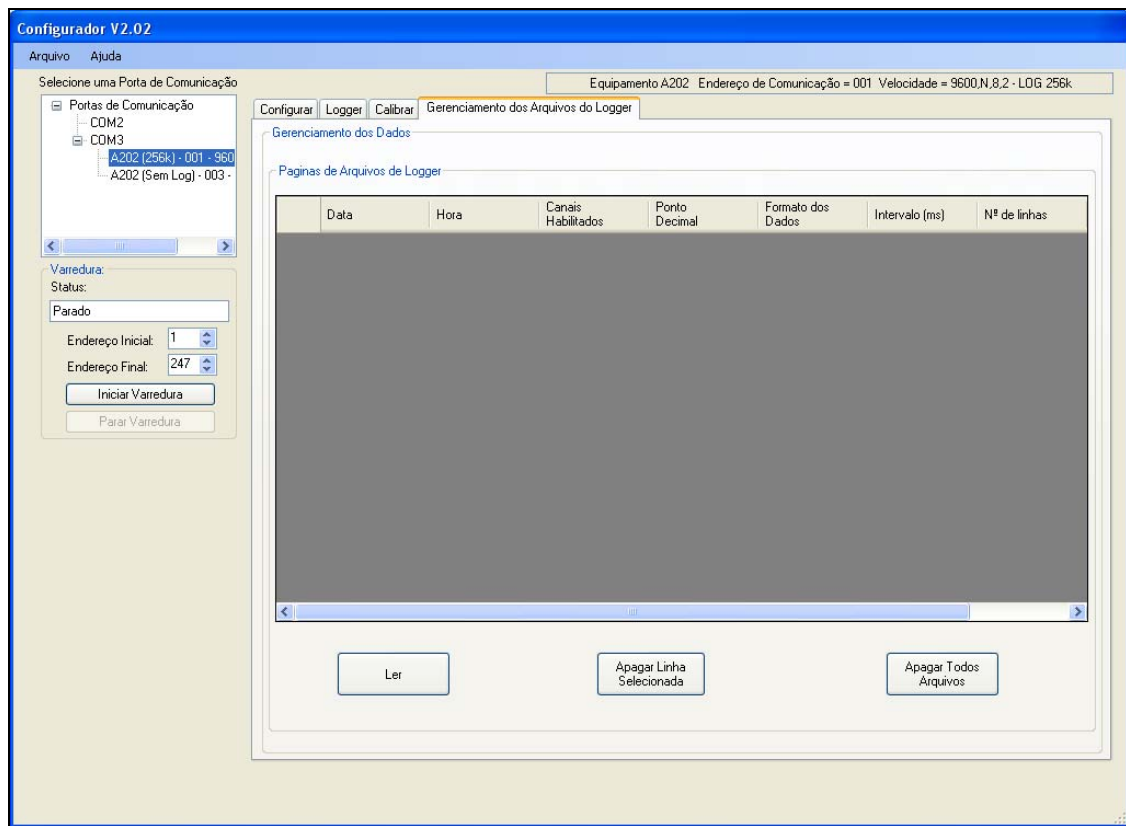 Configurador V2.02
Arquivo Ajuda
Selecione uma Porta de Comunicação
Equipamento A202 Endereço de Comunicação = 001 Velocidade = 9600,N,8,2 - LOG 256k
Portas de Comunicação
COM2
COM3
A202 (256k) - 001 - 960
A202 (Sem Log) - 003 -
Varredura:
Status:
Parado
Endereço Inicial: 1
Endereço Final: 247
Iniciar Varredura
Parar Varredura
Configurar Logger Calibrar Gerenciamento dos Arquivos do Logger
Gerenciamento dos Dados
Paginas de Arquivos de Logger
Data Hora Canais Habilitados Ponto Decimal Formato dos Dados Intervalo (ms) Nº de linhas
Ler
Apagar Linha
Selecionada
Apagar Todos
Arquivos